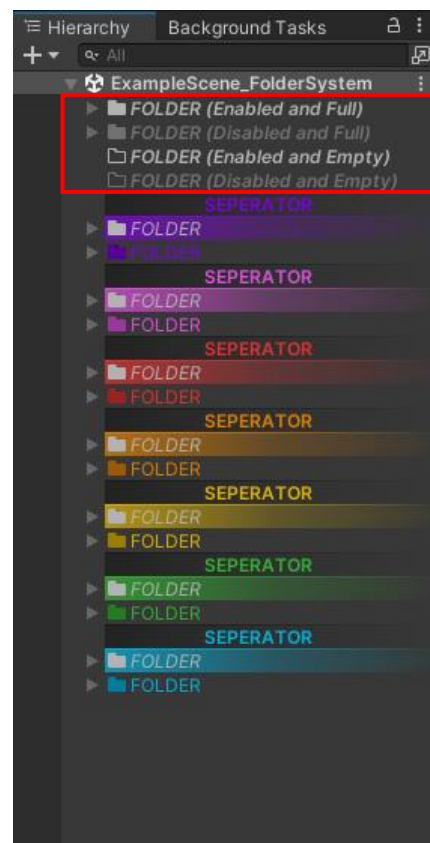 Hierarchy Background Tasks
All
ExampleScene_FolderSystem
FOLDER (Enabled and Full)
FOLDER (Disabled and Full)
FOLDER (Enabled and Empty)
FOLDER (Disabled and Empty)
SEPERATOR
FOLDER
FOLDER
SEPERATOR
FOLDER
FOLDER
SEPERATOR
FOLDER
FOLDER
SEPERATOR
FOLDER
FOLDER
SEPERATOR
FOLDER
FOLDER
SEPERATOR
FOLDER
FOLDER
SEPERATOR
FOLDER
FOLDER